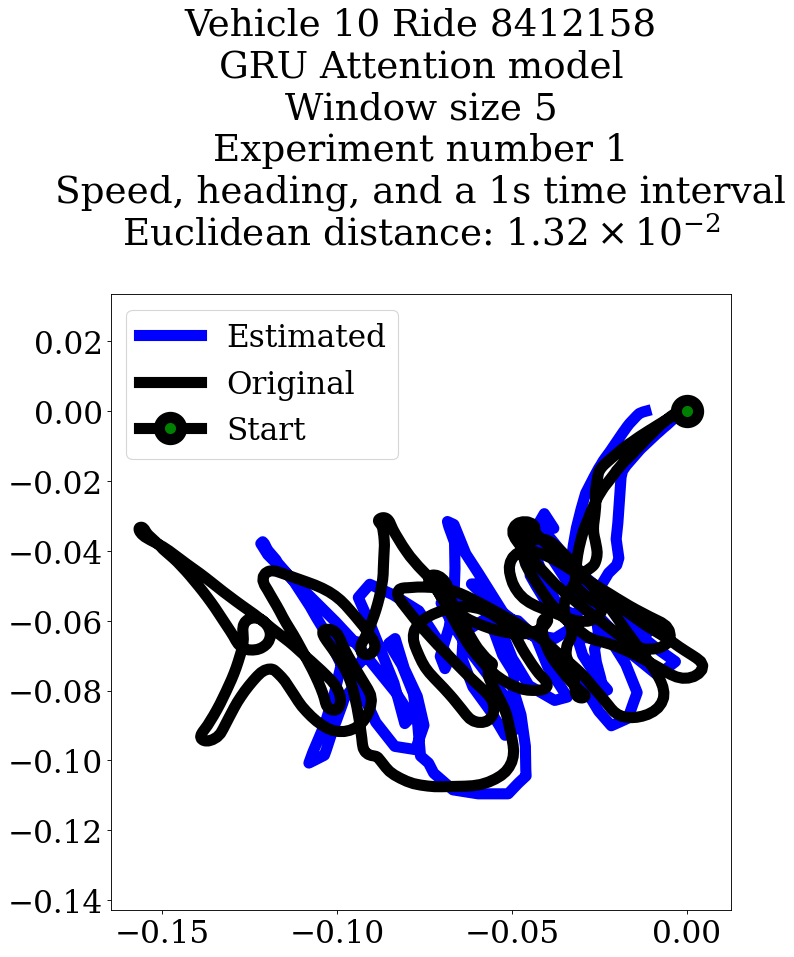 Vehicle 10 Ride 8412158
GRU Attention model
Window size 5
Experiment number 1
Speed, heading, and a 1s time interval
Euclidean distance: 1.32 × 10⁻²
Estimated
Original
Start
0.02
0.00
−0.02
−0.04
−0.06
−0.08
−0.10
−0.12
−0.14
−0.15 −0.10 −0.05 0.00